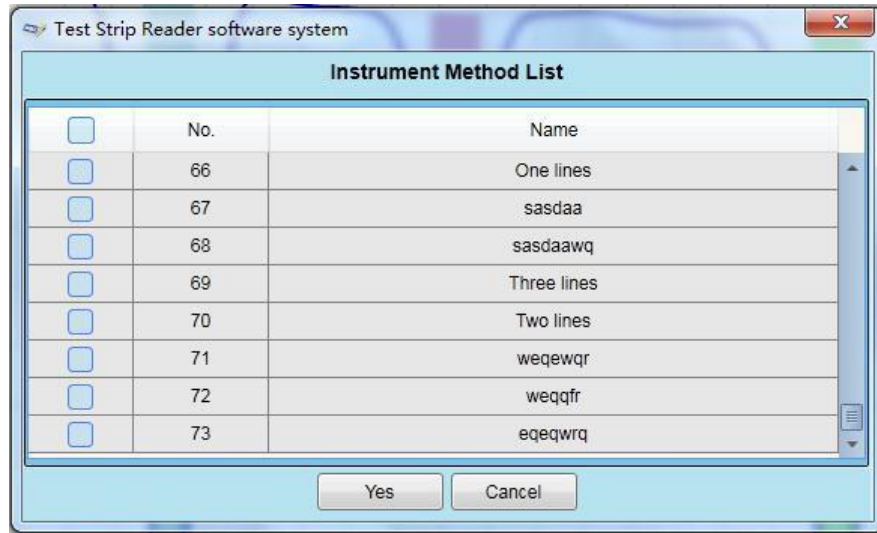 Test Strip Reader software system
X
Instrument Method List
No. Name
66 One lines
67 sasdaa
68 sasdaawq
69 Three lines
70 Two lines
71 weqewqr
72 weqqfr
73 eqeqwrq
Yes Cancel